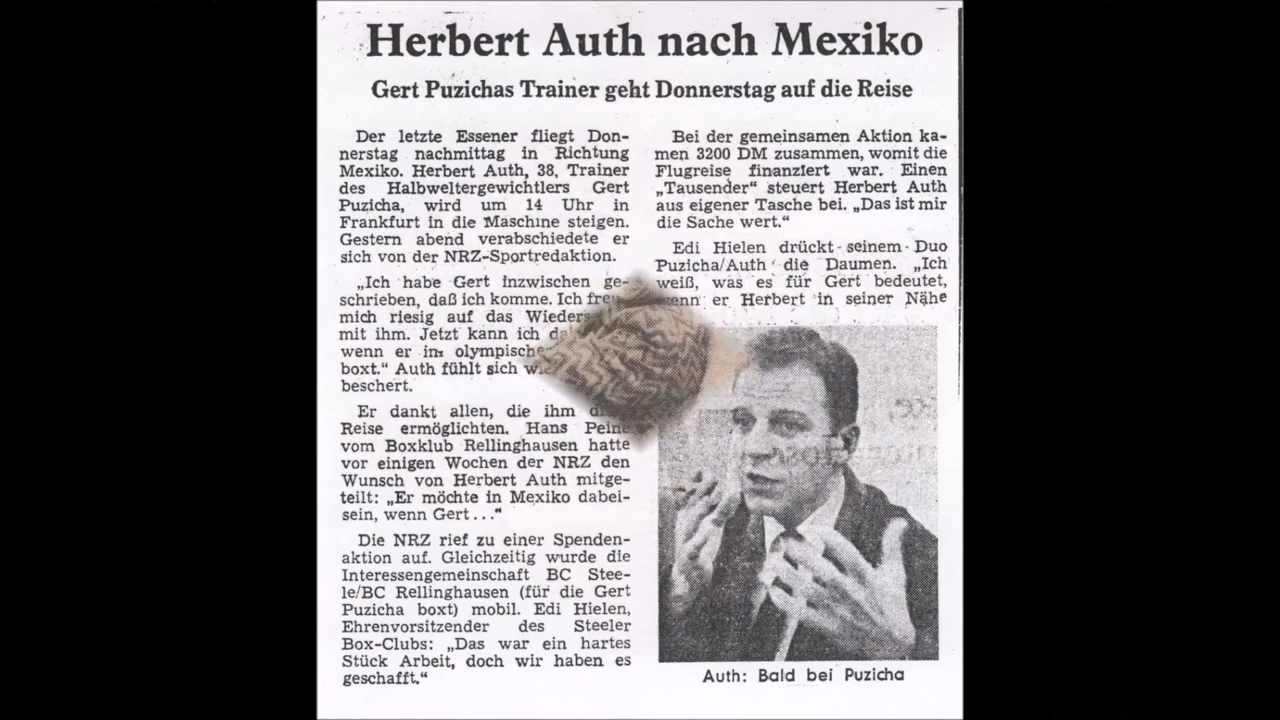 Herbert Auth nach Mexiko
Gert Puzichas Trainer geht Donnerstag auf die Reise
Der letzte Essener fliegt Don-
nerstag nachmittag in Richtung
Mexiko. Herbert Auth, 38, Trainer
des Halbweltergewichtlers Gert
Puzicha, wird um 14 Uhr in
Frankfurt in die Maschine steigen.
Gestern abend verabschiedete er
sich von der NRZ-Sportredaktion.
„Ich habe Gert inzwischen ge-
schrieben, daß ich komme. Ich
mich riesig auf das
mit ihm. Jetzt kann ich
wenn er im
boxt.“ Auth fühlt sich
beschert.
Er dankt allen, die ihm
Reise ermöglichten. Hans Peine
vom Boxklub Rellinghausen hatte
vor einigen Wochen der NRZ den
Wunsch von Herbert Auth mitge-
teilt: „Er möchte in Mexiko dabei-
sein, wenn Gert . . .“
Die NRZ rief zu einer Spenden-
aktion auf. Gleichzeitig wurde die
Interessengemeinschaft BC Stee-
le/BC Rellinghausen (für die Gert
Puzicha boxt) mobil. Edi Hielen,
Ehrenvorsitzender des Steeler
Box-Clubs: „Das war ein hartes
Stück Arbeit, doch wir haben es
geschafft.“
Bei der gemeinsamen Aktion ka-
men 3200 DM zusammen, womit die
Flugreise finanziert war. Einen
„Tausender“ steuert Herbert Auth
aus eigener Tasche bei. „Das ist mir
die Sache wert.“
Edi Hielen drückt seinem Duo
Puzicha/Auth die Daumen. „Ich
weiß, was es für Gert bedeutet,
wenn er Herbert in seiner Nähe
Auth: Bald bei Puzicha